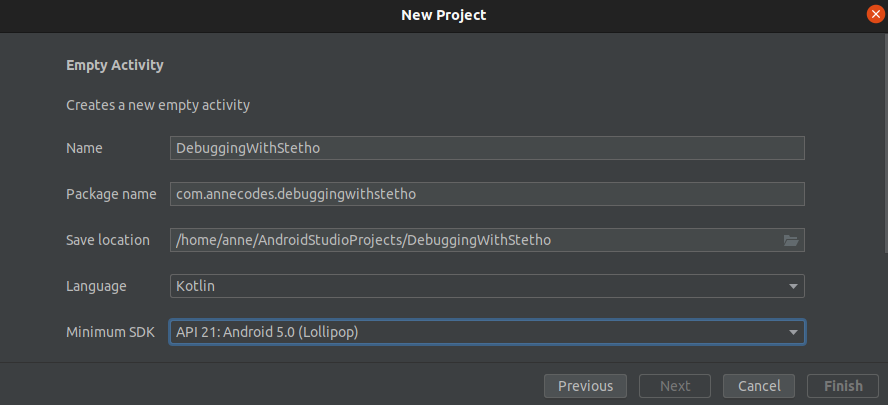 New Project
Empty Activity
Creates a new empty activity
Name DebuggingWithStetho
Package name com.annecodes.debuggingwithstetho
Save location /home/anne/AndroidStudioProjects/DebuggingWithStetho
Language Kotlin
Minimum SDK API 21: Android 5.0 (Lollipop)
Previous Next Cancel Finish